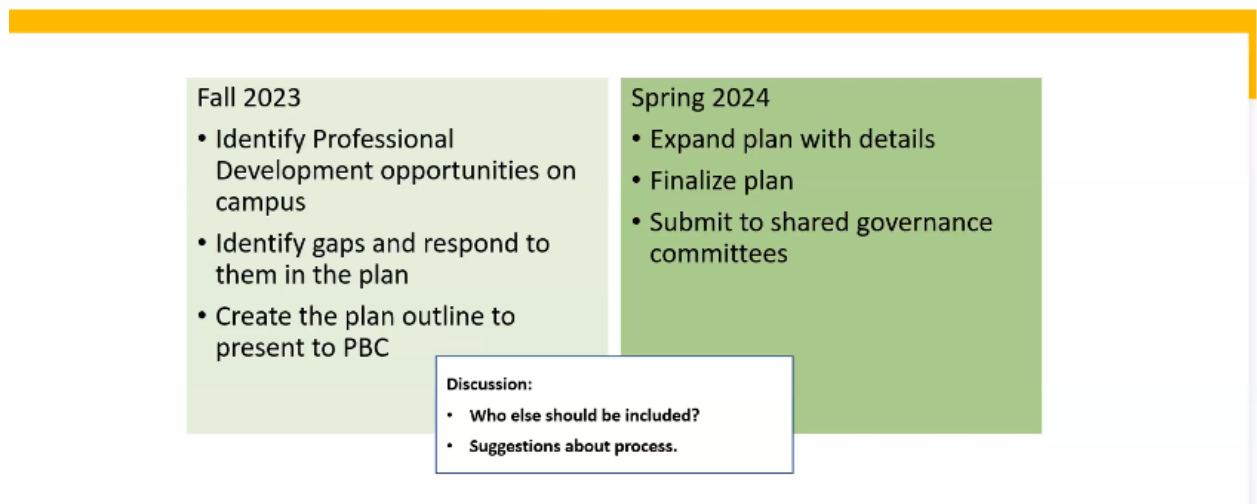 Fall 2023
• Identify Professional
Development opportunities on
campus
• Identify gaps and respond to
them in the plan
• Create the plan outline to
present to PBC
Spring 2024
• Expand plan with details
• Finalize plan
• Submit to shared governance
committees
Discussion:
• Who else should be included?
• Suggestions about process.